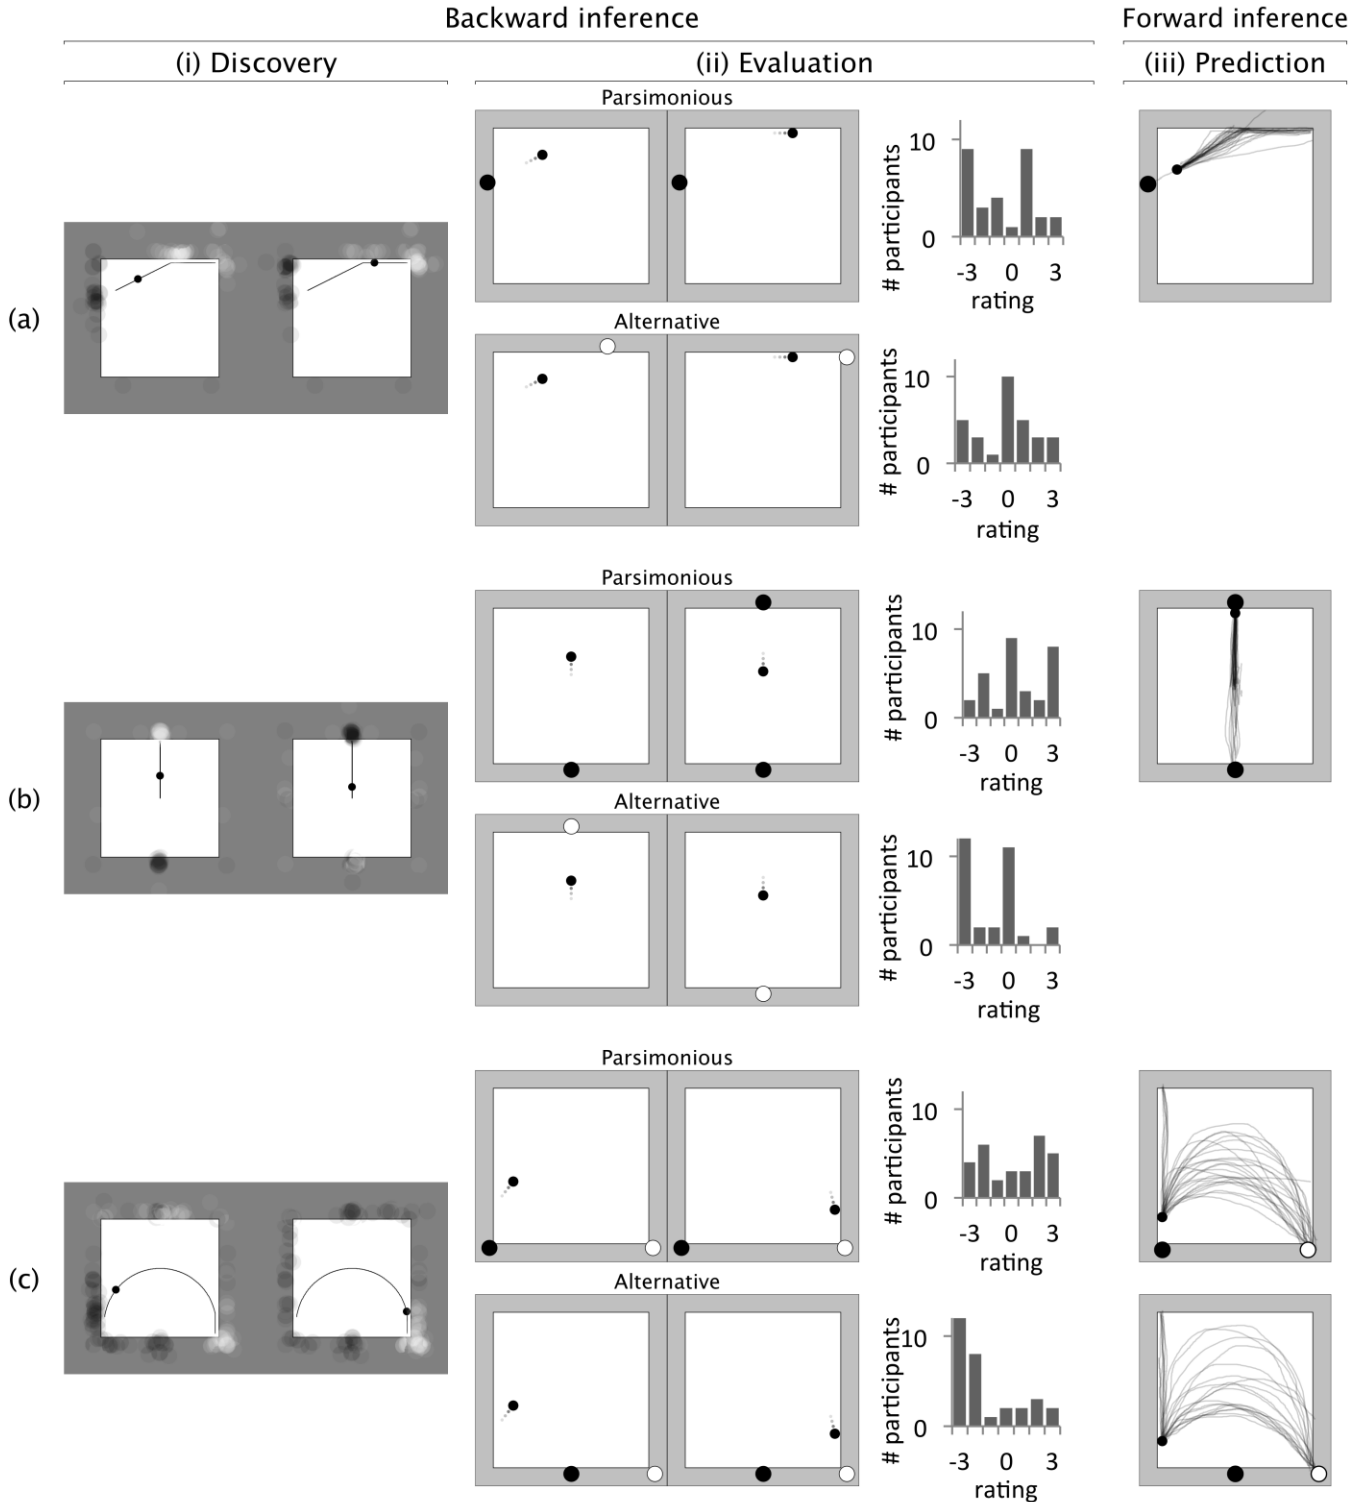 Backward inference
Forward inference
(i) Discovery
(ii) Evaluation
(iii) Prediction
(a)
Parsimonious
# participants
10
0
-3 0 3
rating
Alternative
# participants
10
0
-3 0 3
rating
(b)
Parsimonious
# participants
10
0
-3 0 3
rating
Alternative
# participants
10
0
-3 0 3
rating
(c)
Parsimonious
# participants
10
0
-3 0 3
rating
Alternative
# participants
10
0
-3 0 3
rating